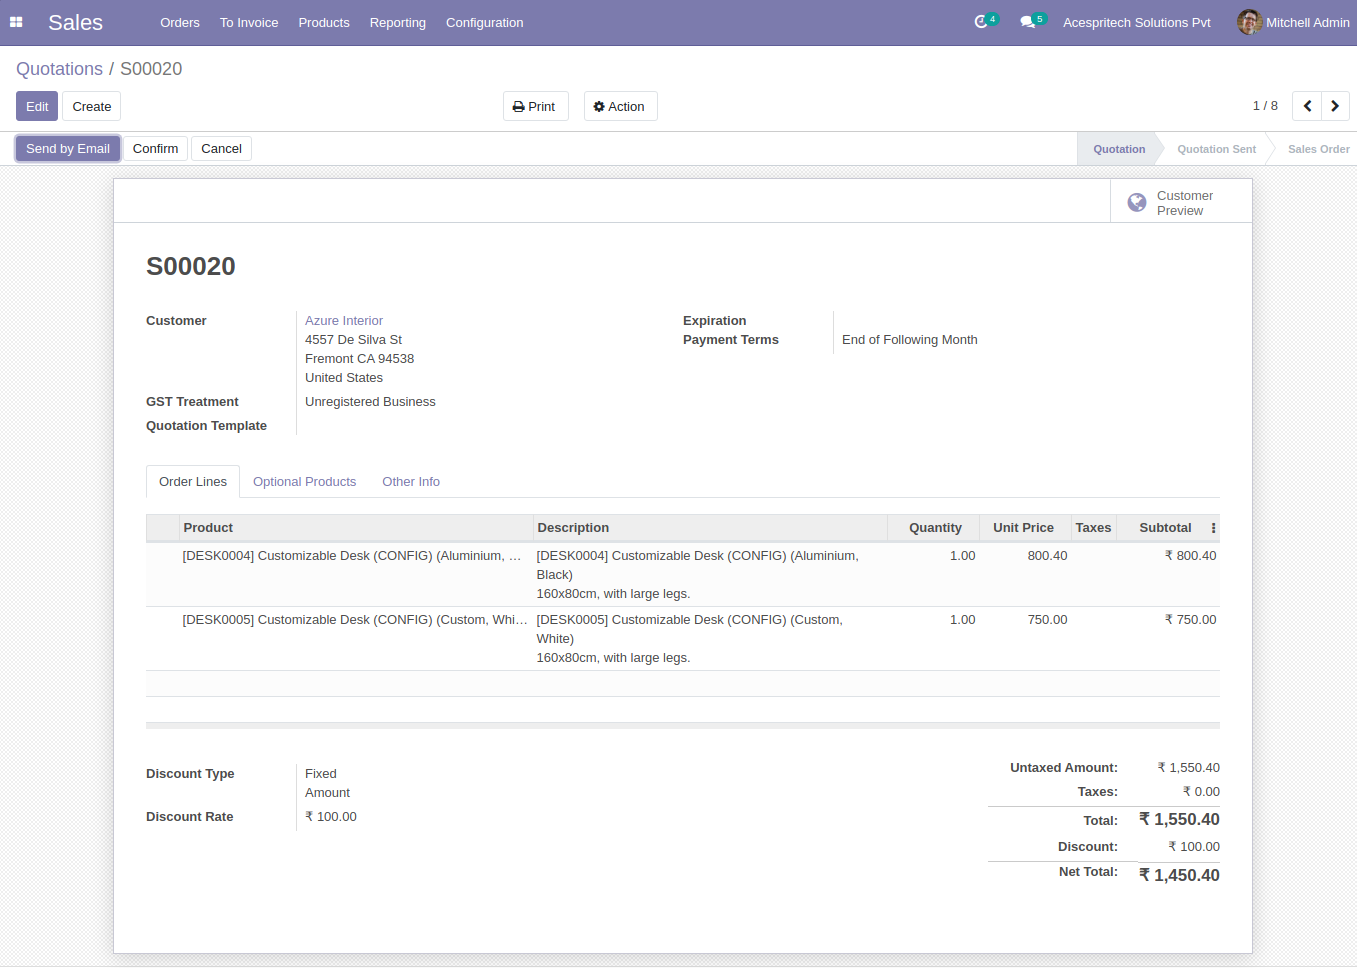 Sales Orders To Invoice Products Reporting Configuration 4 5 Acespritech Solutions Pvt Mitchell Admin
Quotations / S00020
Edit Create Print Action 1 / 8
Send by Email Confirm Cancel Quotation Quotation Sent Sales Order
Customer
Preview
S00020
Customer Azure Interior
4557 De Silva St
Fremont CA 94538
United States
GST Treatment Unregistered Business
Quotation Template
Expiration
Payment Terms End of Following Month
Order Lines Optional Products Other Info
Product Description Quantity Unit Price Taxes Subtotal
[DESK0004] Customizable Desk (CONFIG) (Aluminium, ... [DESK0004] Customizable Desk (CONFIG) (Aluminium, 1.00 800.40 ₹ 800.40
Black)
160x80cm, with large legs.
[DESK0005] Customizable Desk (CONFIG) (Custom, Whi... [DESK0005] Customizable Desk (CONFIG) (Custom, 1.00 750.00 ₹ 750.00
White)
160x80cm, with large legs.
Discount Type Fixed
Amount
Discount Rate ₹ 100.00
Untaxed Amount: ₹ 1,550.40
Taxes: ₹ 0.00
Total: ₹ 1,550.40
Discount: ₹ 100.00
Net Total: ₹ 1,450.40